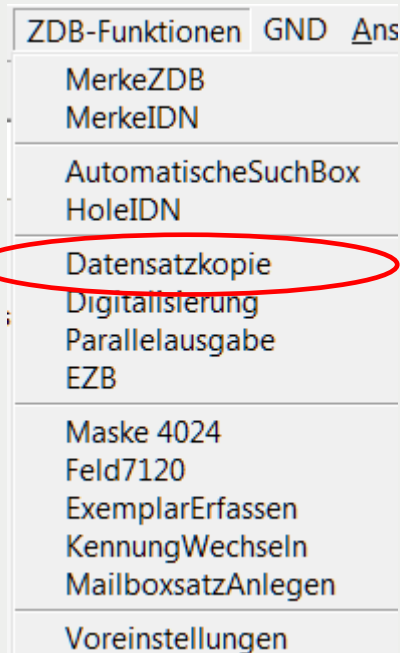 ZDB-Funktionen GND Ans
MerkeZDB
MerkeIDN
AutomatischeSuchBox
HoleIDN
Datensatzkopie
Digitalisierung
Parallelausgabe
EZB
Maske 4024
Feld7120
ExemplarErfassen
KennungWechseln
MailboxsatzAnlegen
Voreinstellungen